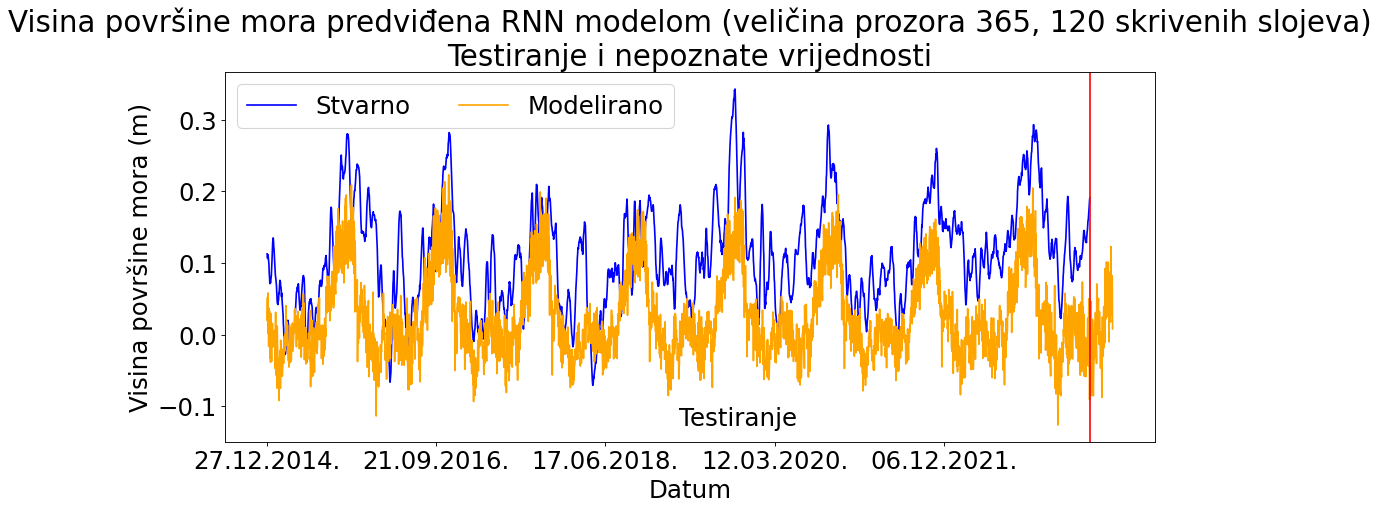 Visina površine mora predviđena RNN modelom (veličina prozora 365, 120 skrivenih slojeva)
Testiranje i nepoznate vrijednosti
Stvarno
Modelirano
Visina površine mora (m)
0.3
0.2
0.1
0.0
−0.1
Testiranje
27.12.2014.
21.09.2016.
17.06.2018.
12.03.2020.
06.12.2021.
Datum